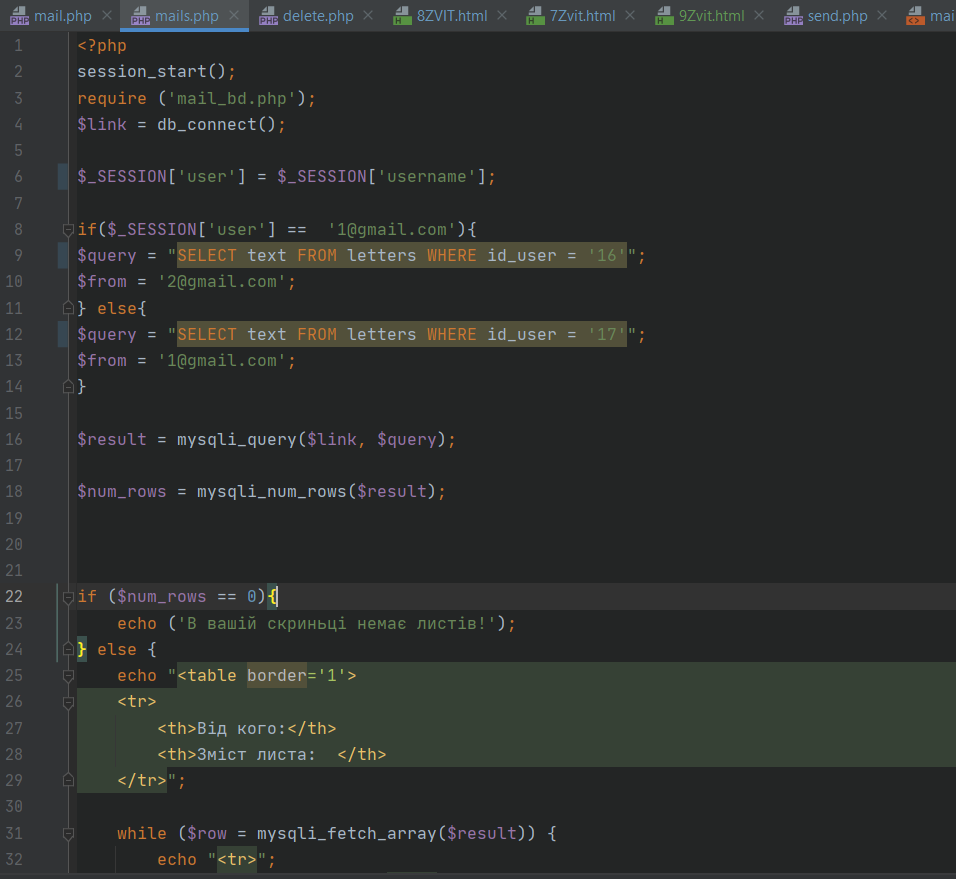 mail.php mails.php delete.php 8ZVIT.html 7Zvit.html 9Zvit.html send.php mai
1 <?php
2 session_start();
3 require ('mail_bd.php');
4 $link = db_connect();
5
6 $_SESSION['user'] = $_SESSION['username'];
7
8 if($_SESSION['user'] ==  '1@gmail.com'){
9 $query = "SELECT text FROM letters WHERE id_user = '16'";
10 $from = '2@gmail.com';
11 } else{
12 $query = "SELECT text FROM letters WHERE id_user = '17'";
13 $from = '1@gmail.com';
14 }
15
16 $result = mysqli_query($link, $query);
17
18 $num_rows = mysqli_num_rows($result);
19
20
21
22 if ($num_rows == 0){
23     echo ('В вашій скриньці немає листів!');
24 } else {
25     echo "<table border='1'>
26     <tr>
27         <th>Від кого:</th>
28         <th>Зміст листа:  </th>
29     </tr>";
30
31     while ($row = mysqli_fetch_array($result)) {
32         echo "<tr>";